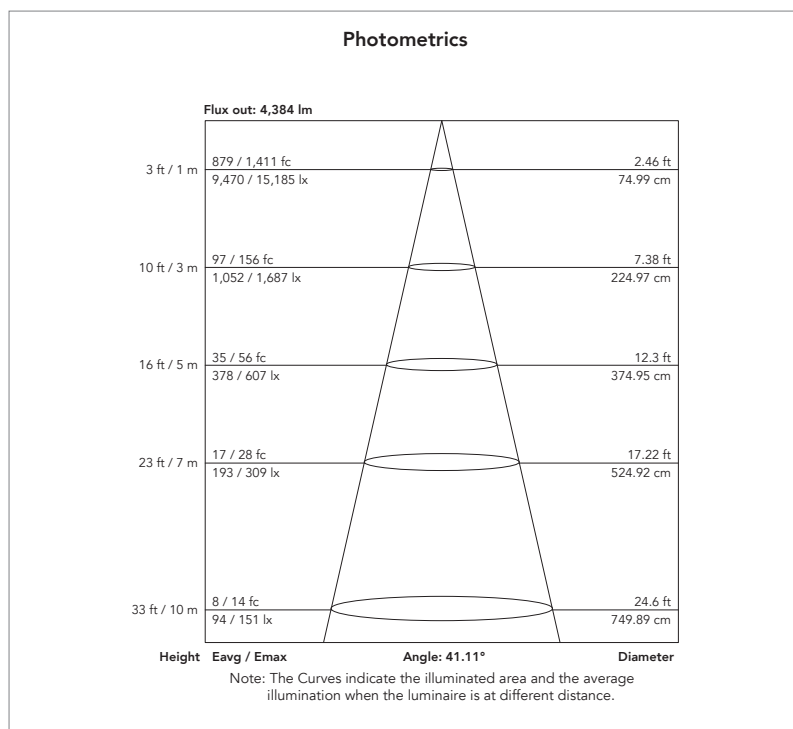 Photometrics
Flux out: 4,384 lm
3 ft / 1 m
879 / 1,411 fc
9,470 / 15,185 lx
2.46 ft
74.99 cm
10 ft / 3 m
97 / 156 fc
1,052 / 1,687 lx
7.38 ft
224.97 cm
16 ft / 5 m
35 / 56 fc
378 / 607 lx
12.3 ft
374.95 cm
23 ft / 7 m
17 / 28 fc
193 / 309 lx
17.22 ft
524.92 cm
33 ft / 10 m
8 / 14 fc
94 / 151 lx
24.6 ft
749.89 cm
Height Eavg / Emax Angle: 41.11° Diameter
Note: The Curves indicate the illuminated area and the average
illumination when the luminaire is at different distance.